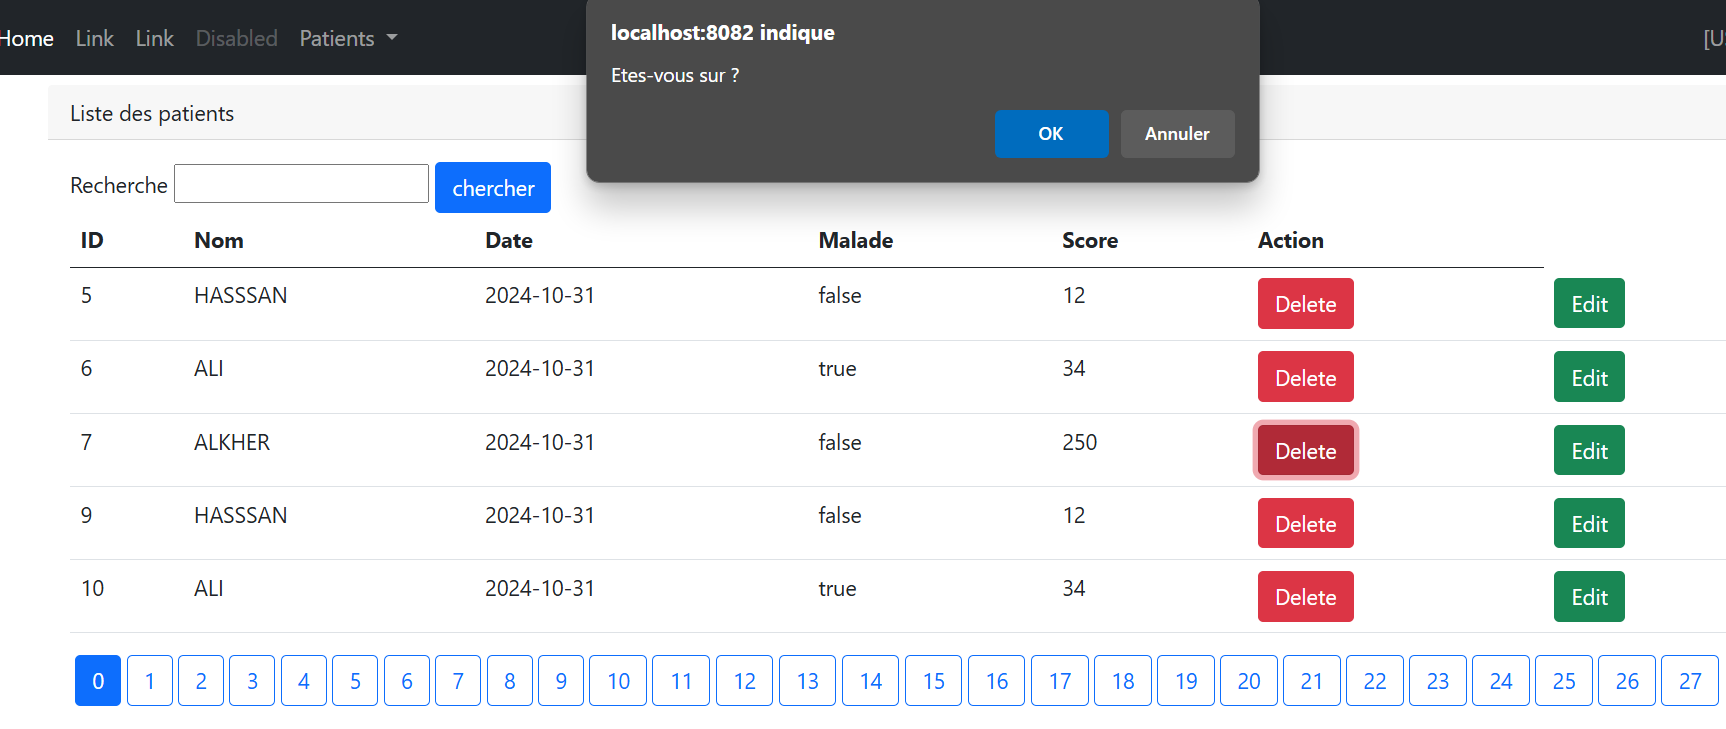 Home Link Link Disabled Patients
localhost:8082 indique
Etes-vous sur ?
OK Annuler
Liste des patients
Recherche chercher
ID Nom Date Malade Score Action
5 HASSSAN 2024-10-31 false 12 Delete Edit
6 ALI 2024-10-31 true 34 Delete Edit
7 ALKHER 2024-10-31 false 250 Delete Edit
9 HASSSAN 2024-10-31 false 12 Delete Edit
10 ALI 2024-10-31 true 34 Delete Edit
0 1 2 3 4 5 6 7 8 9 10 11 12 13 14 15 16 17 18 19 20 21 22 23 24 25 26 27